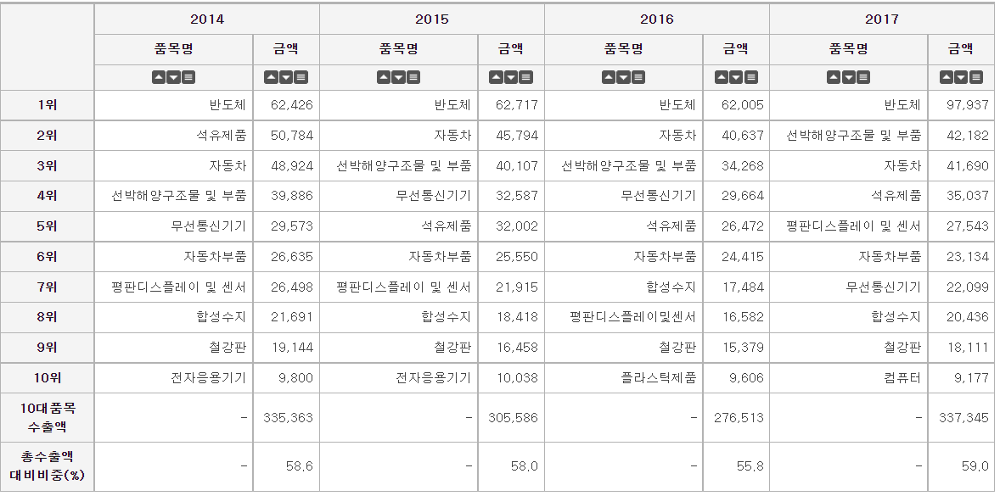 2014 2015 2016 2017
품목명 금액 품목명 금액 품목명 금액 품목명 금액
1위 반도체 62,426 반도체 62,717 반도체 62,005 반도체 97,937
2위 석유제품 50,784 자동차 45,794 자동차 40,637 선박해양구조물 및 부품 42,182
3위 자동차 48,924 선박해양구조물 및 부품 40,107 선박해양구조물 및 부품 34,268 자동차 41,690
4위 선박해양구조물 및 부품 39,886 무선통신기기 32,587 무선통신기기 29,664 석유제품 35,037
5위 무선통신기기 29,573 석유제품 32,002 석유제품 26,472 평판디스플레이 및 센서 27,543
6위 자동차부품 26,635 자동차부품 25,550 자동차부품 24,415 자동차부품 23,134
7위 평판디스플레이 및 센서 26,498 평판디스플레이 및 센서 21,915 합성수지 17,484 무선통신기기 22,099
8위 합성수지 21,691 합성수지 18,418 평판디스플레이및센서 16,582 합성수지 20,436
9위 철강판 19,144 철강판 16,458 철강판 15,379 철강판 18,111
10위 전자응용기기 9,800 전자응용기기 10,038 플라스틱제품 9,606 컴퓨터 9,177
10대품목
수출액 - 335,363 - 305,586 - 276,513 - 337,345
총수출액
대비비중(%) - 58.6 - 58.0 - 55.8 - 59.0